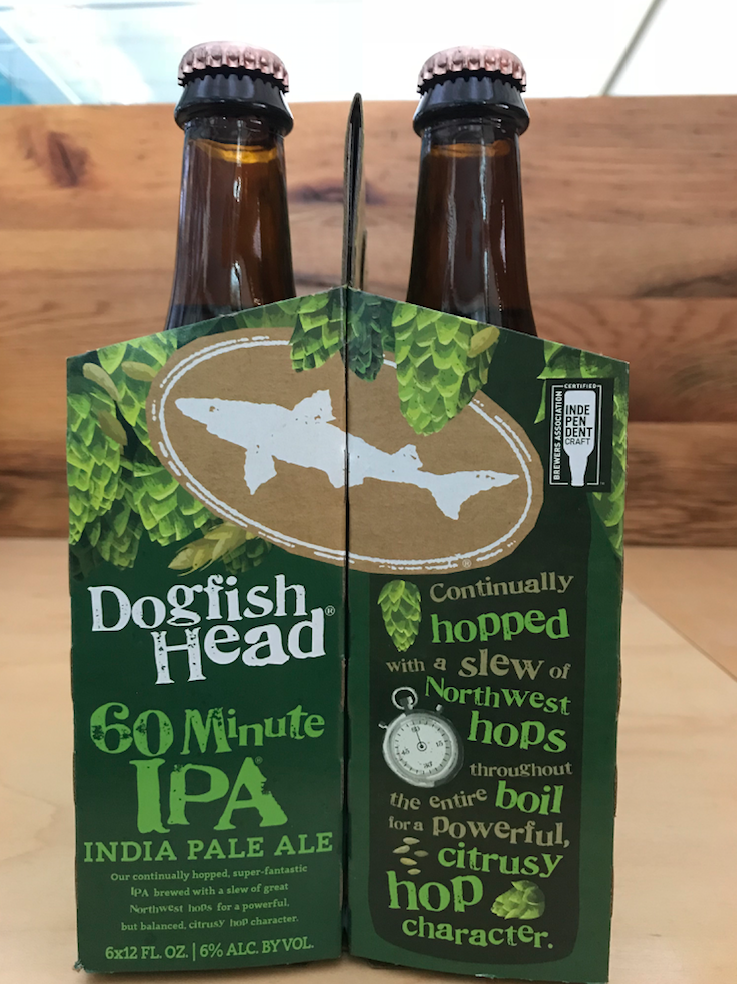 Dogfish®
Head
60 Minute
IPA
INDIA PALE ALE
Our continually hopped, super-fantastic
IPA brewed with a slew of great
Northwest hops for a powerful,
but balanced, citrusy hop character.
6x12 FL. OZ. | 6% ALC. BY VOL.
CERTIFIED
BREWERS ASSOCIATION
INDE
PEN
DENT
CRAFT
Continually
hopped
with a slew of
Northwest
hops
throughout
the entire boil
for a powerful,
citrusy
hop
character.